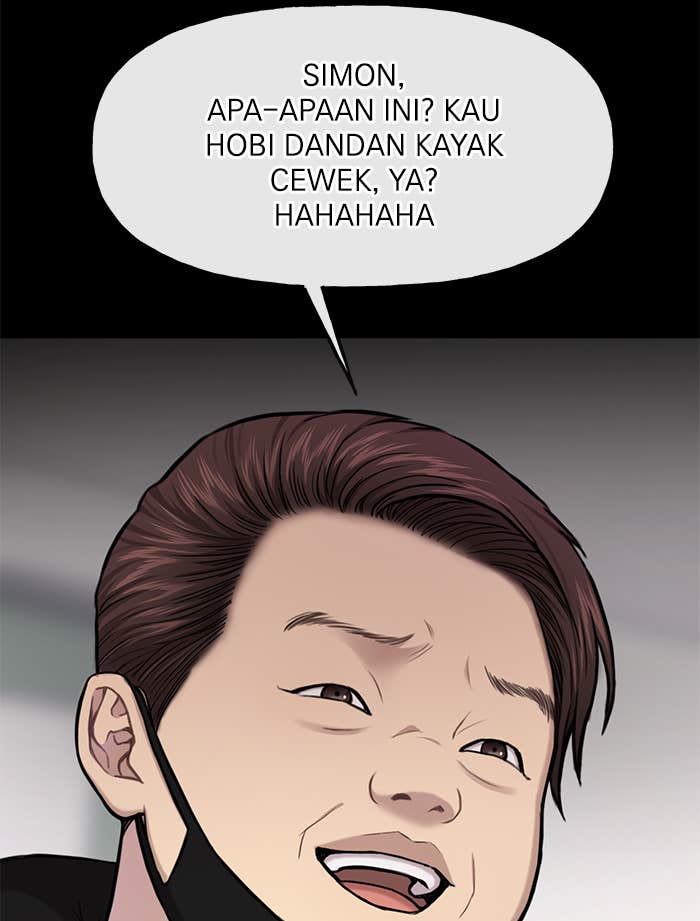 SIMON,
APA-APAAN INI? KAU
HOBI DANDAN KAYAK
CEWEK, YA?
HAHAHAHA